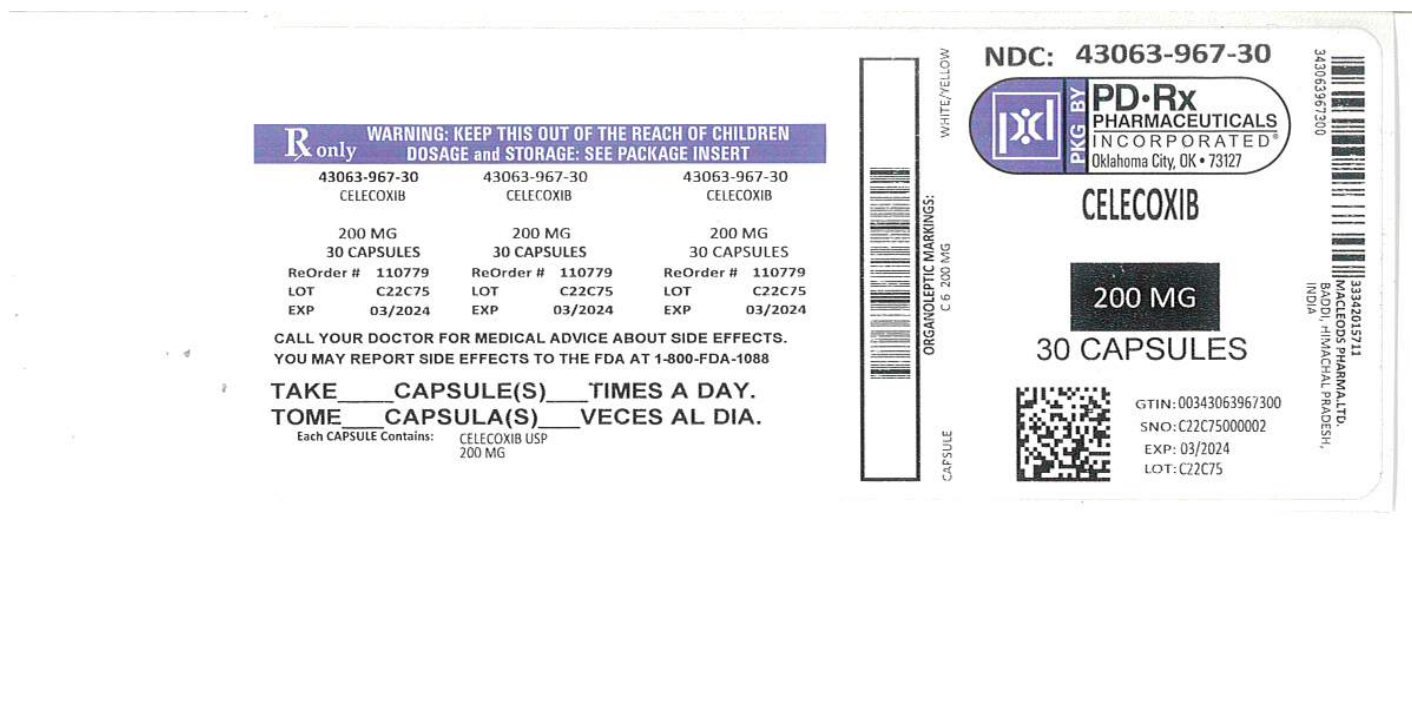 Rx only
WARNING: KEEP THIS OUT OF THE REACH OF CHILDREN
DOSAGE and STORAGE: SEE PACKAGE INSERT
43063-967-30 43063-967-30 43063-967-30
CELECOXIB CELECOXIB CELECOXIB
200 MG 200 MG 200 MG
30 CAPSULES 30 CAPSULES 30 CAPSULES
ReOrder # 110779 ReOrder # 110779 ReOrder # 110779
LOT C22C75 LOT C22C75 LOT C22C75
EXP 03/2024 EXP 03/2024 EXP 03/2024
CALL YOUR DOCTOR FOR MEDICAL ADVICE ABOUT SIDE EFFECTS.
YOU MAY REPORT SIDE EFFECTS TO THE FDA AT 1-800-FDA-1088
TAKE____CAPSULE(S)___TIMES A DAY.
TOME___CAPSULA(S)___VECES AL DIA.
Each CAPSULE Contains: CELECOXIB USP
200 MG
ORGANOLEPTIC MARKINGS:
CAPSULE C 6 200 MG WHITE/YELLOW
NDC: 43063-967-30
PKG BY
PD·Rx
PHARMACEUTICALS
INCORPORATED®
Oklahoma City, OK • 73127
CELECOXIB
200 MG
30 CAPSULES
GTIN: 00343063967300
SNO: C22C75000002
EXP: 03/2024
LOT: C22C75
343063967300
33342015711
MACLEODS PHARMA.LTD.
BADDI, HIMACHAL PRADESH,
INDIA